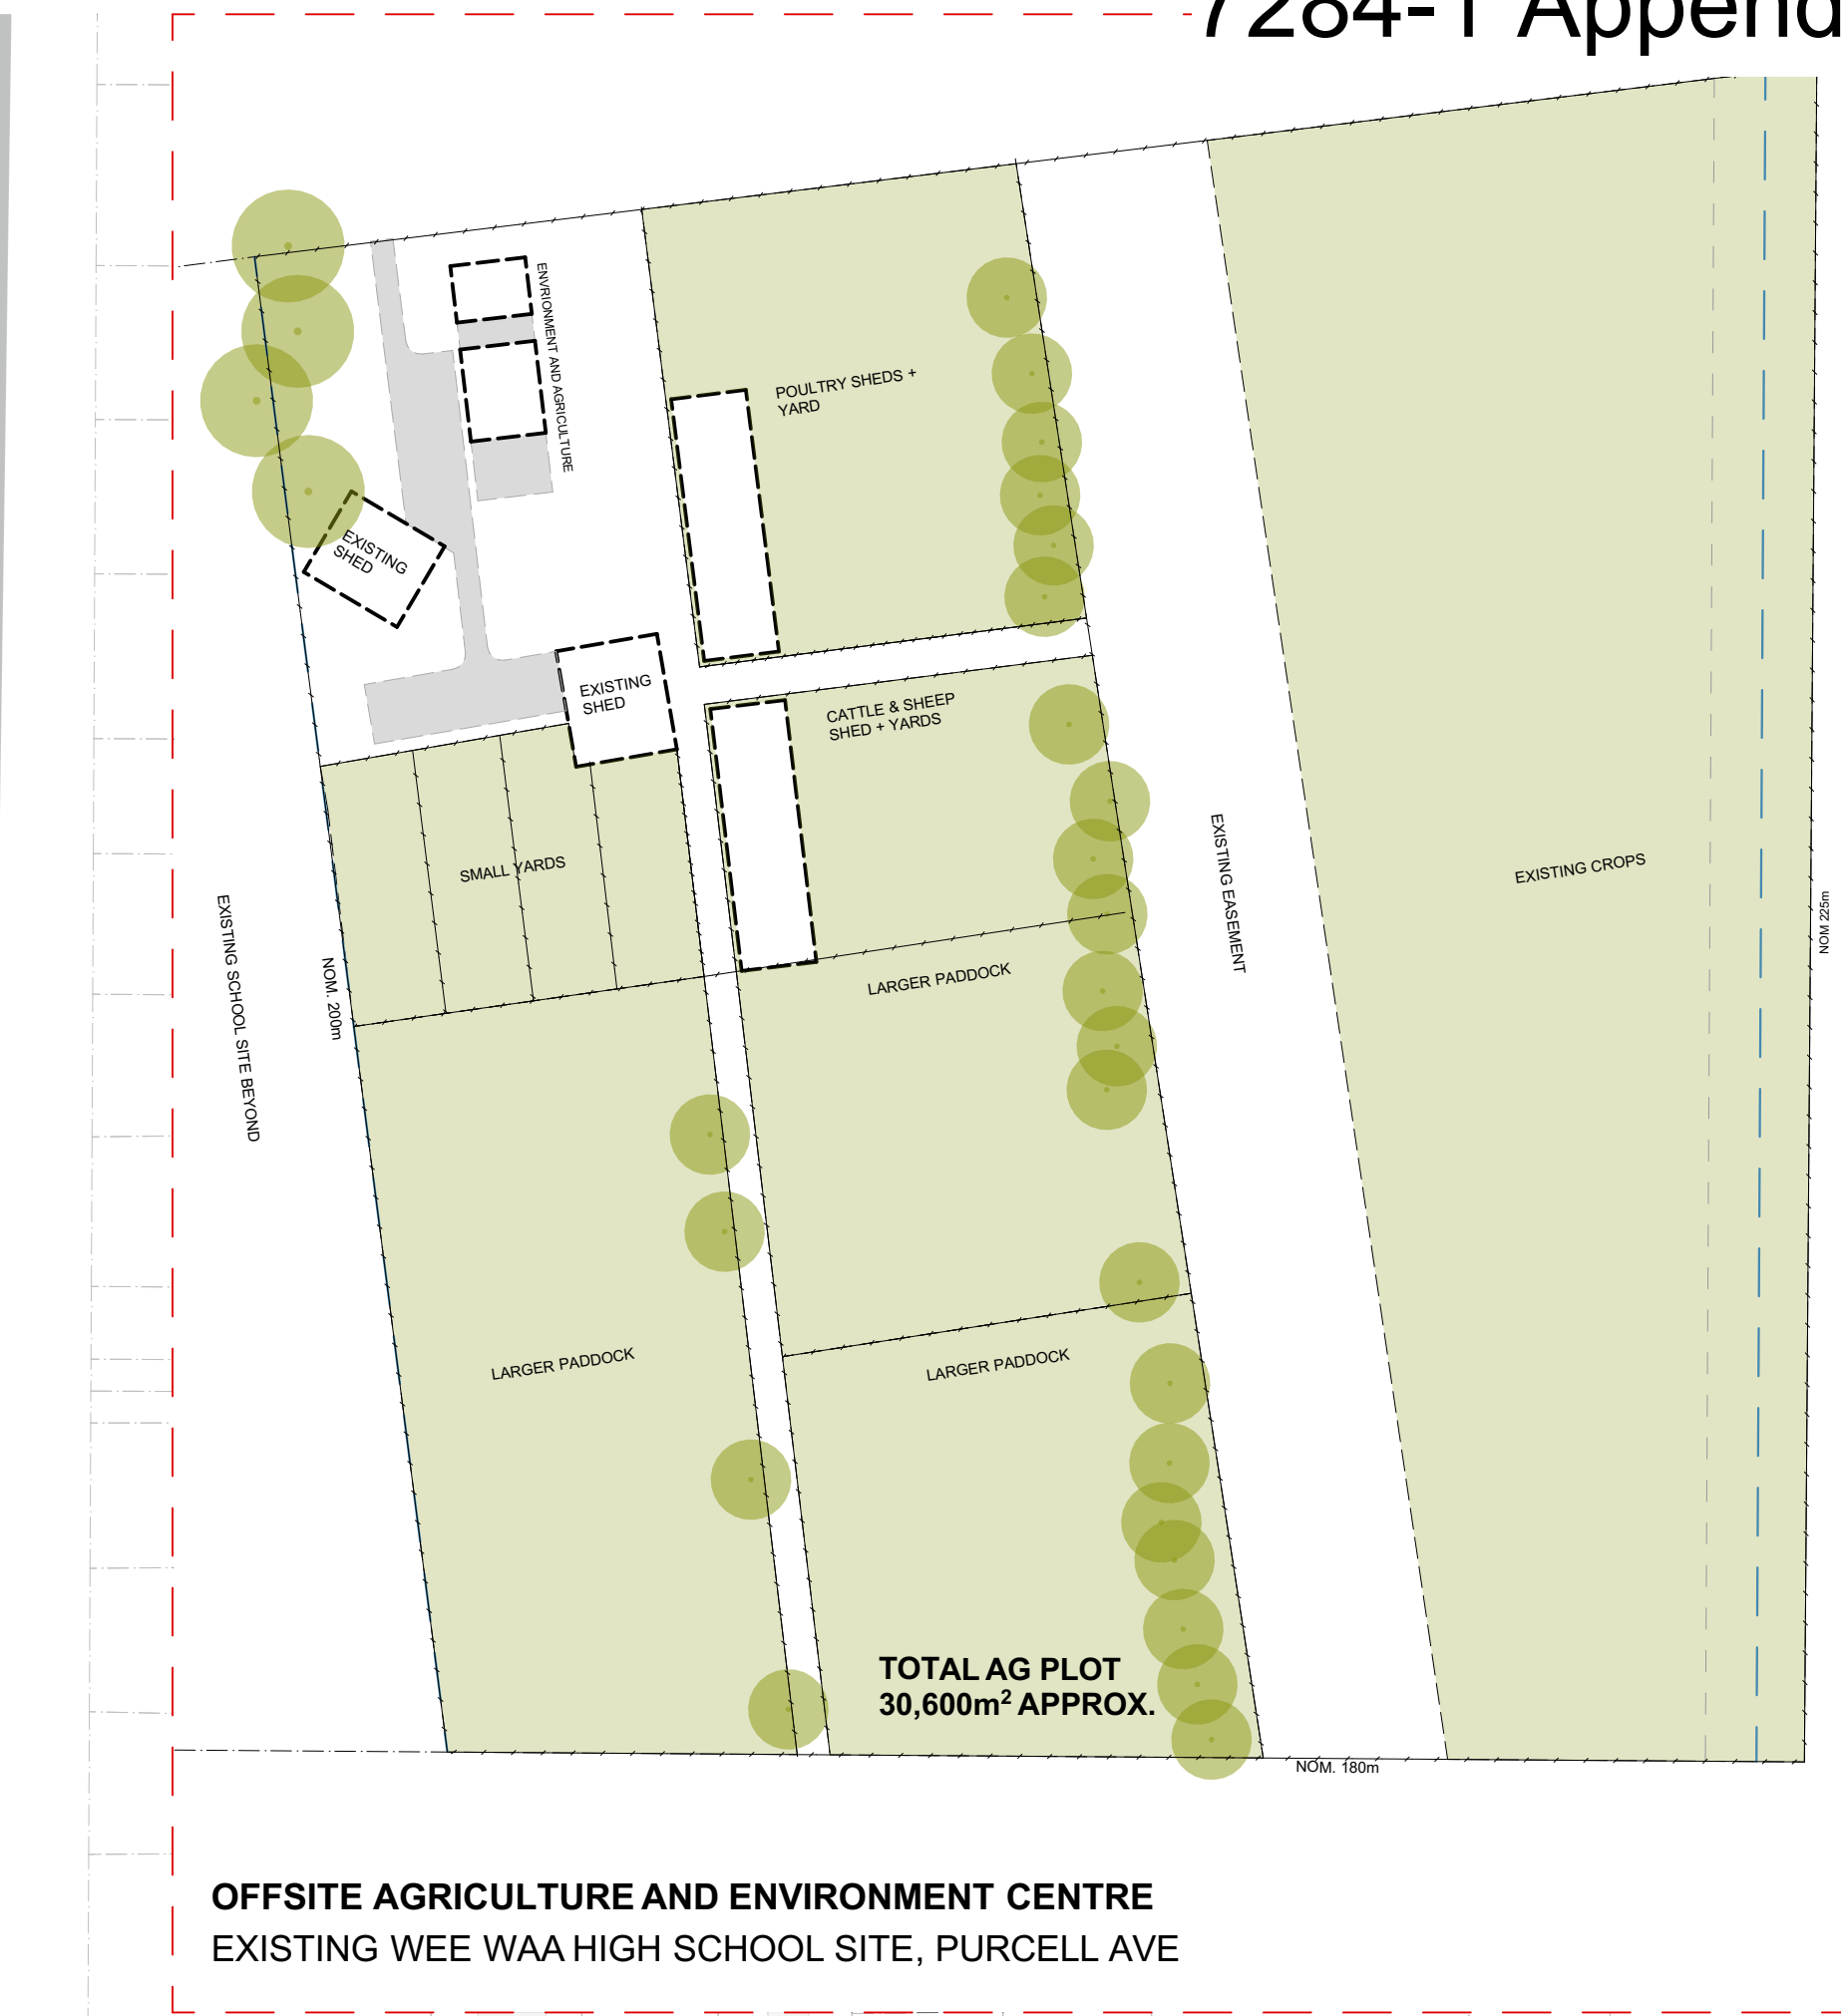 7284-1 Append
ENVRIONMENT AND AGRICULTURE
POULTRY SHEDS +
YARD
EXISTING
SHED
EXISTING
SHED
CATTLE & SHEEP
SHED + YARDS
SMALL YARDS
EXISTING EASEMENT
EXISTING CROPS
NOM 225m
EXISTING SCHOOL SITE BEYOND
NOM. 200m
LARGER PADDOCK
LARGER PADDOCK
LARGER PADDOCK
TOTAL AG PLOT
30,600m² APPROX.
NOM. 180m
OFFSITE AGRICULTURE AND ENVIRONMENT CENTRE
EXISTING WEE WAA HIGH SCHOOL SITE, PURCELL AVE